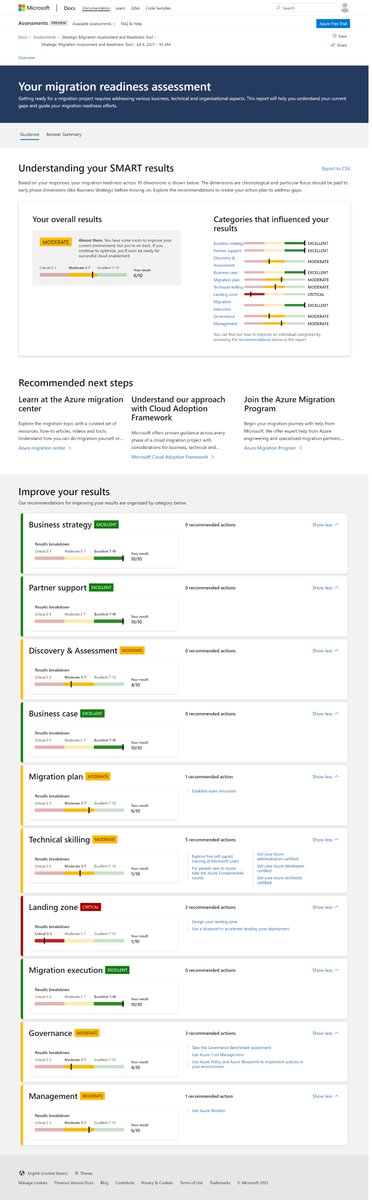 Microsoft
Docs
Documentation
Learn
Q&A
Code Samples
Search
Assessments
PREVIEW
Available assessments
FAQ & Help
Azure Free Trial
Docs / Assessments / Strategic Migration Assessment and Readiness Tool /
Strategic Migration Assessment and Readiness Tool - Jul 8, 2021 - 10 AM
Save
Share
Overview
Your migration readiness assessment
Getting ready for a migration project requires addressing various business, technical and organizational aspects. This report will help you understand your current
gaps and guide your migration readiness efforts.
Guidance
Answer Summary
Understanding your SMART results
Export to CSV
Based on your responses, your migration readiness across 10 dimensions is shown below. The dimensions are chronological and particular focus should be paid to
early phase dimensions (like Business Strategy) before moving on. Explore the recommendations to create your action plan to address gaps.
Your overall results
MODERATE
Almost there. You have some room to improve your
current environment, but you're on track. If you
continue to optimize, you'll soon be ready for
successful cloud enablement
Critical 0-3
Moderate 3-7
Excellent 7-10
Your result
6/10
Categories that influenced your
results
Business strategy
EXCELLENT
Partner support
EXCELLENT
Discovery &
Assessment
MODERATE
Business case
EXCELLENT
Migration plan
MODERATE
Technical skilling
MODERATE
Landing zone
CRITICAL
Migration
execution
EXCELLENT
Governance
MODERATE
Management
MODERATE
You can find out how to improve on individual categories by
reviewing the recommendations below in the report.
Recommended next steps
Learn at the Azure migration
center
Explore the migration topic with a curated set of
resources, how-to articles, videos and tools.
Understand how you can do migration yourself or...
Azure migration center
Understand our approach
with Cloud Adoption
Framework
Microsoft offers proven guidance across every
phase of a cloud migration project with
considerations for business, technical and...
Microsoft Cloud Adoption Framework
Join the Azure Migration
Program
Begin your migration journey with help from
Microsoft. We offer expert help from Azure
engineering and specialized migration partners,...
Azure Migration Program
Improve your results
Our recommendations for improving your results are organized by category below.
Business strategy
EXCELLENT
0 recommended actions
Show less
Results breakdown
Critical 0-3
Moderate 3-7
Excellent 7-10
Your result
10/10
Partner support
EXCELLENT
0 recommended actions
Show less
Results breakdown
Critical 0-3
Moderate 3-7
Excellent 7-10
Your result
10/10
Discovery & Assessment
MODERATE
0 recommended actions
Show less
Results breakdown
Critical 0-3
Moderate 3-7
Excellent 7-10
Your result
4/10
Business case
EXCELLENT
0 recommended actions
Show less
Results breakdown
Critical 0-3
Moderate 3-7
Excellent 7-10
Your result
10/10
Migration plan
MODERATE
1 recommended action
Show less
Establish team structures
Results breakdown
Critical 0-3
Moderate 3-7
Excellent 7-10
Your result
6/10
Technical skilling
MODERATE
5 recommended actions
Show less
Explore free self-paced
training at Microsoft Learn
For people new to Azure,
take the Azure Fundamentals
course
Get your Azure
administrators certified
Get your Azure developers
certified
Get your Azure architects
certified
Results breakdown
Critical 0-3
Moderate 3-7
Excellent 7-10
Your result
5/10
Landing zone
CRITICAL
2 recommended actions
Show less
Design your landing zone
Use a blueprint to accelerate landing zone deployment
Results breakdown
Critical 0-3
Moderate 3-7
Excellent 7-10
Your result
1/10
Migration execution
EXCELLENT
0 recommended actions
Show less
Results breakdown
Critical 0-3
Moderate 3-7
Excellent 7-10
Your result
10/10
Governance
MODERATE
3 recommended actions
Show less
Take the Governance Benchmark assessment
Use Azure Cost Management
Use Azure Policy and Azure Blueprints to implement policies in
your environment
Results breakdown
Critical 0-3
Moderate 3-7
Excellent 7-10
Your result
4/10
Management
MODERATE
1 recommended action
Show less
Use Azure Monitor
Results breakdown
Critical 0-3
Moderate 3-7
Excellent 7-10
Your result
6/10
English (United States)
Theme
Manage cookies
Previous Version Docs
Blog
Contribute
Privacy & Cookies
Terms of Use
Trademarks
© Microsoft 2021